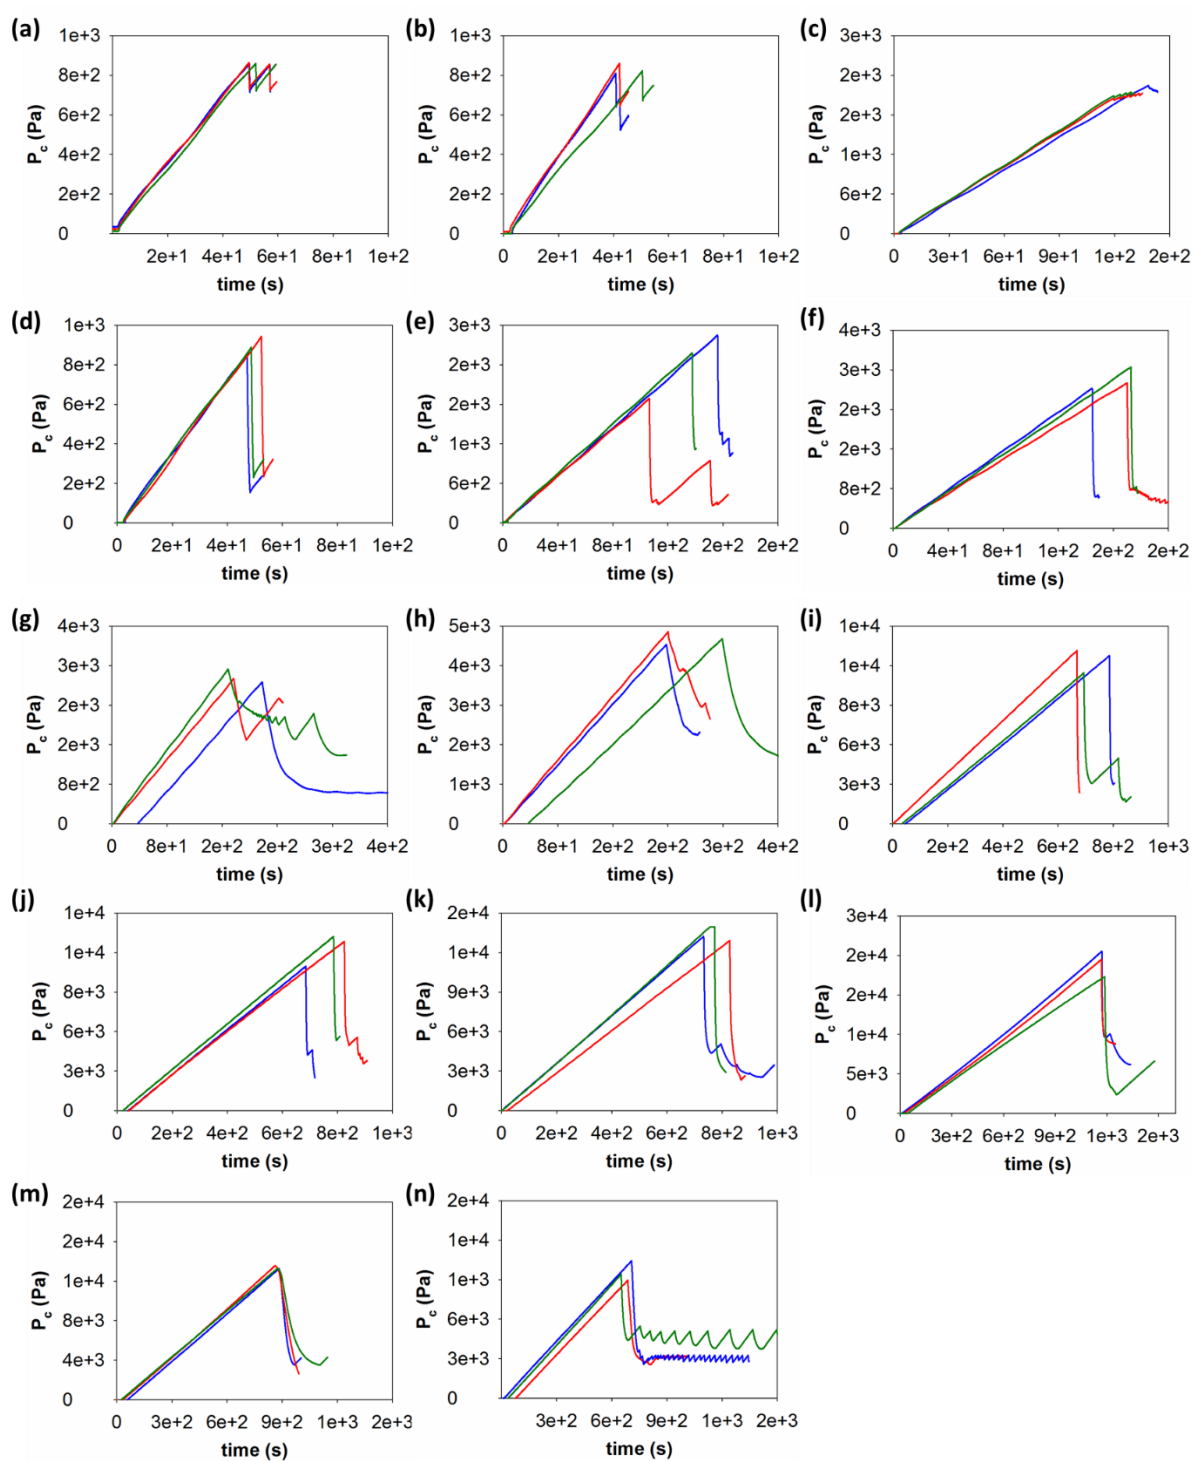 (a)
1e+3
8e+2
6e+2
4e+2
2e+2
0
P_c (Pa)
2e+1 4e+1 6e+1 8e+1 1e+2
time (s)
(b)
1e+3
8e+2
6e+2
4e+2
2e+2
0
P_c (Pa)
0 2e+1 4e+1 6e+1 8e+1 1e+2
time (s)
(c)
3e+3
2e+3
2e+3
1e+3
6e+2
0
P_c (Pa)
0 3e+1 6e+1 9e+1 1e+2 2e+2
time (s)
(d)
1e+3
8e+2
6e+2
4e+2
2e+2
0
P_c (Pa)
0 2e+1 4e+1 6e+1 8e+1 1e+2
time (s)
(e)
3e+3
2e+3
2e+3
1e+3
6e+2
0
P_c (Pa)
0 4e+1 8e+1 1e+2 2e+2 2e+2
time (s)
(f)
4e+3
3e+3
2e+3
2e+3
8e+2
0
P_c (Pa)
0 4e+1 8e+1 1e+2 2e+2 2e+2
time (s)
(g)
4e+3
3e+3
2e+3
2e+3
8e+2
0
P_c (Pa)
0 8e+1 2e+2 2e+2 3e+2 4e+2
time (s)
(h)
5e+3
4e+3
3e+3
2e+3
1e+3
0
P_c (Pa)
0 8e+1 2e+2 2e+2 3e+2 4e+2
time (s)
(i)
1e+4
1e+4
9e+3
6e+3
3e+3
0
P_c (Pa)
0 2e+2 4e+2 6e+2 8e+2 1e+3
time (s)
(j)
1e+4
1e+4
8e+3
6e+3
3e+3
0
P_c (Pa)
0 2e+2 4e+2 6e+2 8e+2 1e+3
time (s)
(k)
2e+4
1e+4
9e+3
6e+3
3e+3
0
P_c (Pa)
0 2e+2 4e+2 6e+2 8e+2 1e+3
time (s)
(l)
3e+4
2e+4
2e+4
1e+4
5e+3
0
P_c (Pa)
0 3e+2 6e+2 9e+2 1e+3 2e+3
time (s)
(m)
2e+4
2e+4
1e+4
8e+3
4e+3
0
P_c (Pa)
0 3e+2 6e+2 9e+2 1e+3 2e+3
time (s)
(n)
2e+4
1e+4
1e+3
6e+3
3e+3
0
P_c (Pa)
3e+2 6e+2 9e+2 1e+3 2e+3
time (s)